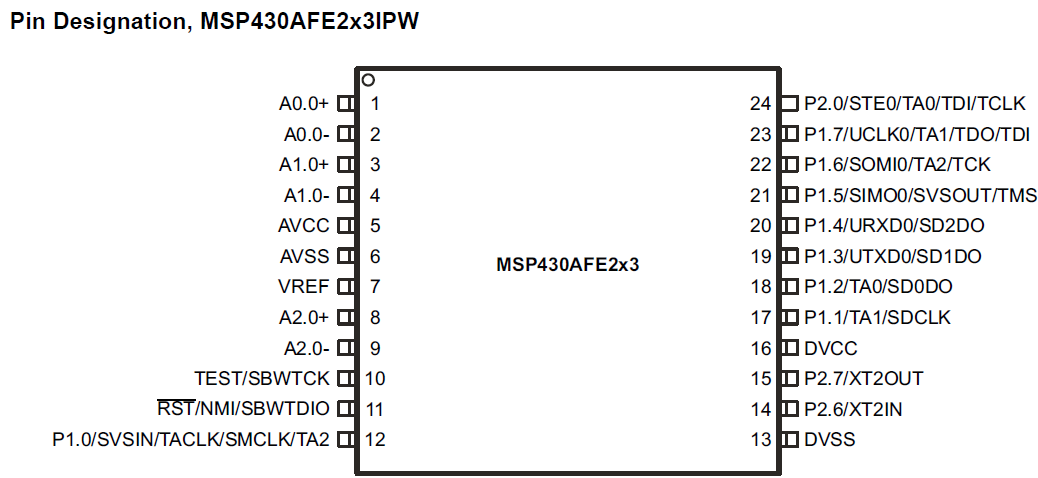 Pin Designation, MSP430AFE2x3IPW
A0.0+ 1 24 P2.0/STE0/TA0/TDI/TCLK
A0.0- 2 23 P1.7/UCLK0/TA1/TDO/TDI
A1.0+ 3 22 P1.6/SOMI0/TA2/TCK
A1.0- 4 21 P1.5/SIMO0/SVSOUT/TMS
AVCC 5 20 P1.4/URXD0/SD2DO
AVSS 6 19 P1.3/UTXD0/SD1DO
MSP430AFE2x3
VREF 7 18 P1.2/TA0/SD0DO
A2.0+ 8 17 P1.1/TA1/SDCLK
A2.0- 9 16 DVCC
TEST/SBWTCK 10 15 P2.7/XT2OUT
RST/NMI/SBWTDIO 11 14 P2.6/XT2IN
P1.0/SVSIN/TACLK/SMCLK/TA2 12 13 DVSS